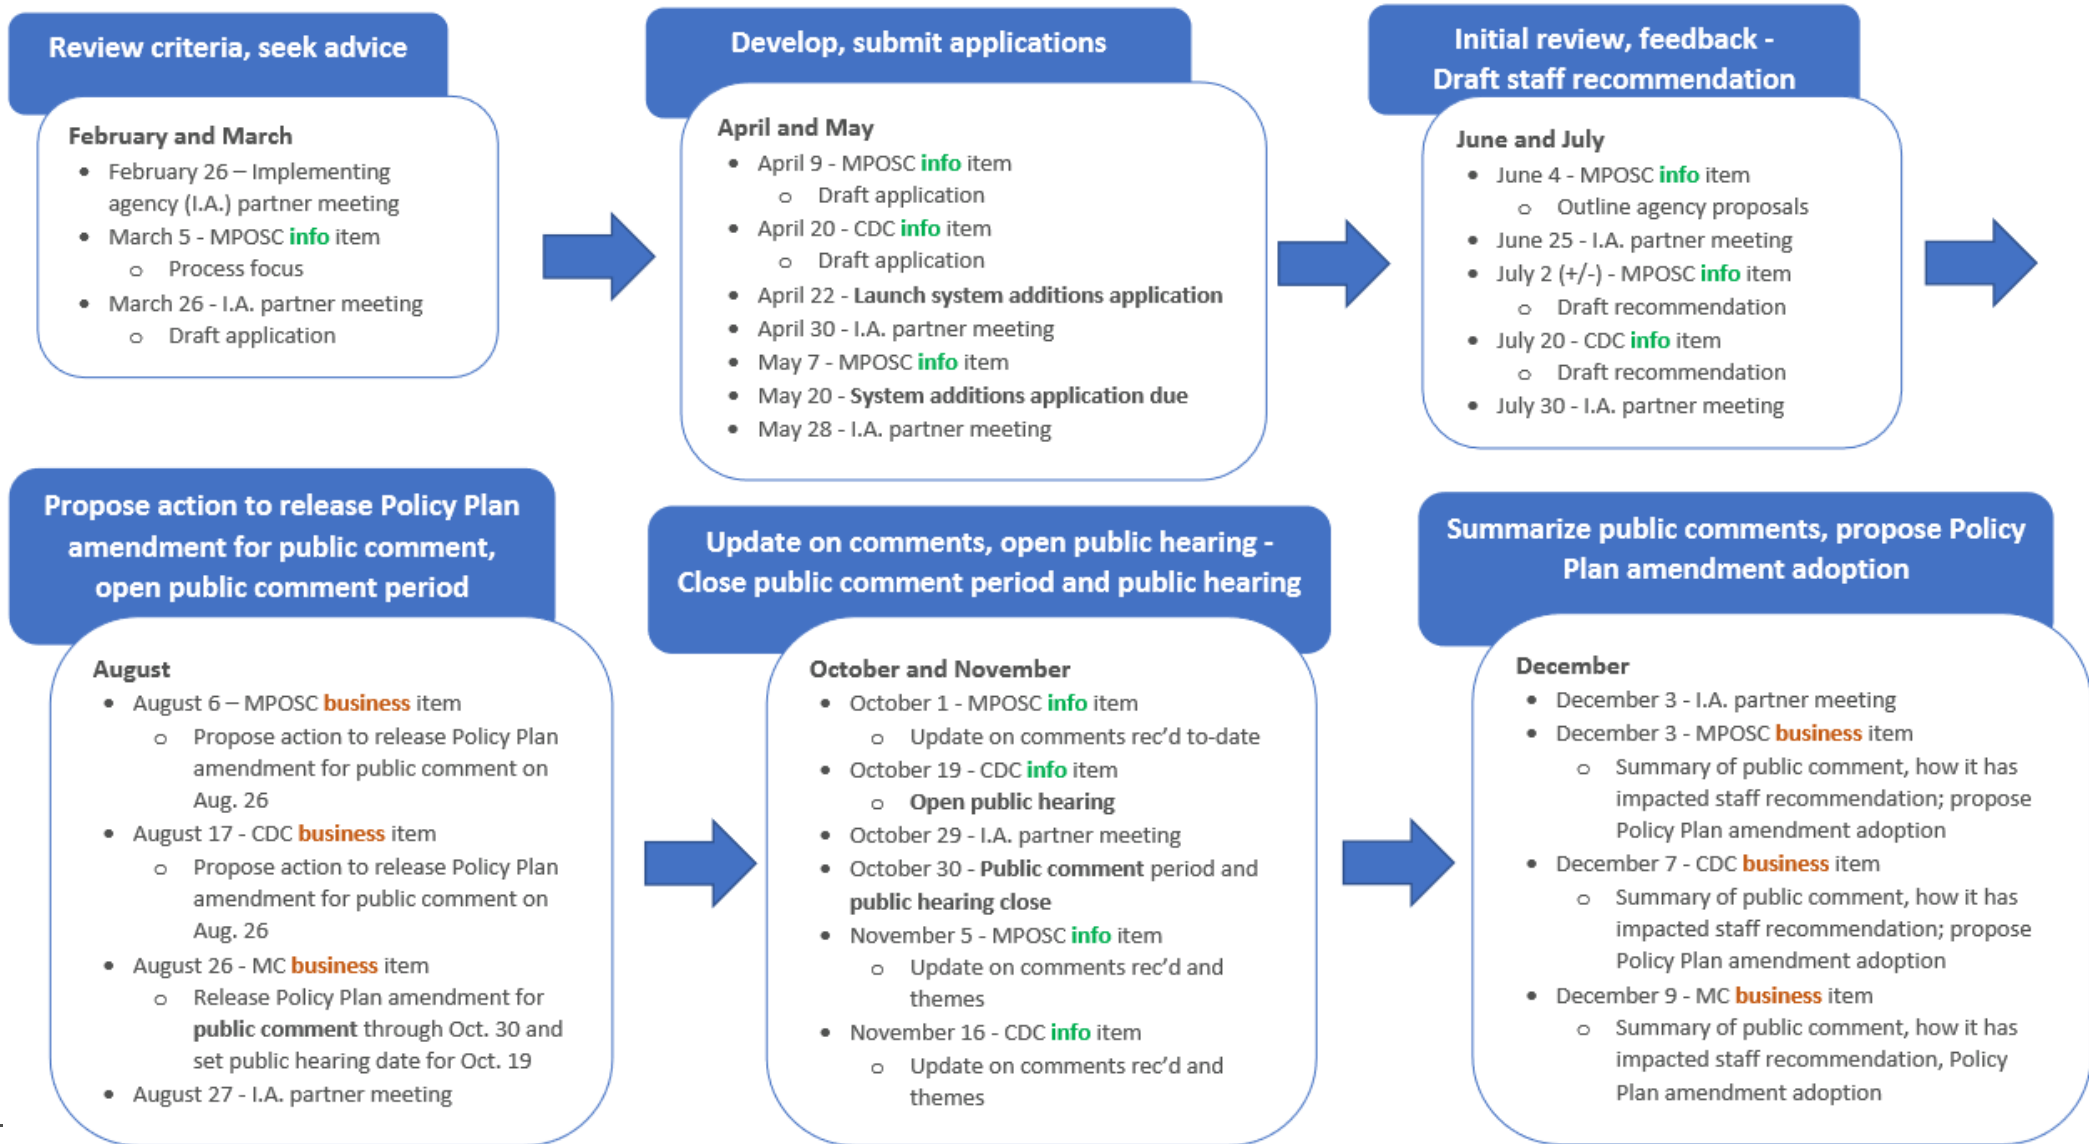 Review criteria, seek advice
February and March
• February 26 – Implementing
agency (I.A.) partner meeting
• March 5 - MPOSC info item
o Process focus
• March 26 - I.A. partner meeting
o Draft application
Develop, submit applications
April and May
• April 9 - MPOSC info item
o Draft application
• April 20 - CDC info item
o Draft application
• April 22 - Launch system additions application
• April 30 - I.A. partner meeting
• May 7 - MPOSC info item
• May 20 - System additions application due
• May 28 - I.A. partner meeting
Initial review, feedback -
Draft staff recommendation
June and July
• June 4 - MPOSC info item
o Outline agency proposals
• June 25 - I.A. partner meeting
• July 2 (+/-) - MPOSC info item
o Draft recommendation
• July 20 - CDC info item
o Draft recommendation
• July 30 - I.A. partner meeting
Propose action to release Policy Plan
amendment for public comment,
open public comment period
August
• August 6 – MPOSC business item
o Propose action to release Policy Plan
amendment for public comment on
Aug. 26
• August 17 - CDC business item
o Propose action to release Policy Plan
amendment for public comment on
Aug. 26
• August 26 - MC business item
o Release Policy Plan amendment for
public comment through Oct. 30 and
set public hearing date for Oct. 19
• August 27 - I.A. partner meeting
Update on comments, open public hearing -
Close public comment period and public hearing
October and November
• October 1 - MPOSC info item
o Update on comments rec'd to-date
• October 19 - CDC info item
o Open public hearing
• October 29 - I.A. partner meeting
• October 30 - Public comment period and
public hearing close
• November 5 - MPOSC info item
o Update on comments rec'd and
themes
• November 16 - CDC info item
o Update on comments rec'd and
themes
Summarize public comments, propose Policy
Plan amendment adoption
December
• December 3 - I.A. partner meeting
• December 3 - MPOSC business item
o Summary of public comment, how it has
impacted staff recommendation; propose
Policy Plan amendment adoption
• December 7 - CDC business item
o Summary of public comment, how it has
impacted staff recommendation; propose
Policy Plan amendment adoption
• December 9 - MC business item
o Summary of public comment, how it has
impacted staff recommendation, Policy
Plan amendment adoption